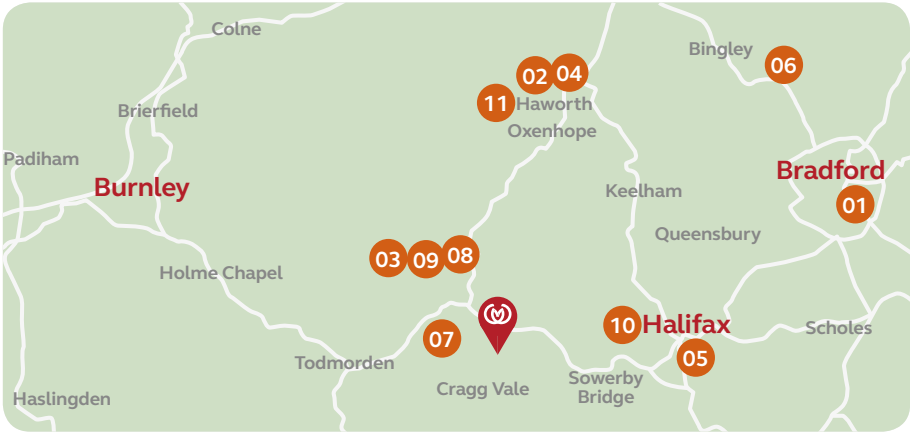 Colne
Bingley
06
02
04
11
Haworth
Brierfield
Oxenhope
Padiham
Bradford
Burnley
Keelham
01
Queensbury
03
09
08
Holme Chapel
10
Halifax
Scholes
07
05
Todmorden
Cragg Vale
Sowerby
Bridge
Haslingden